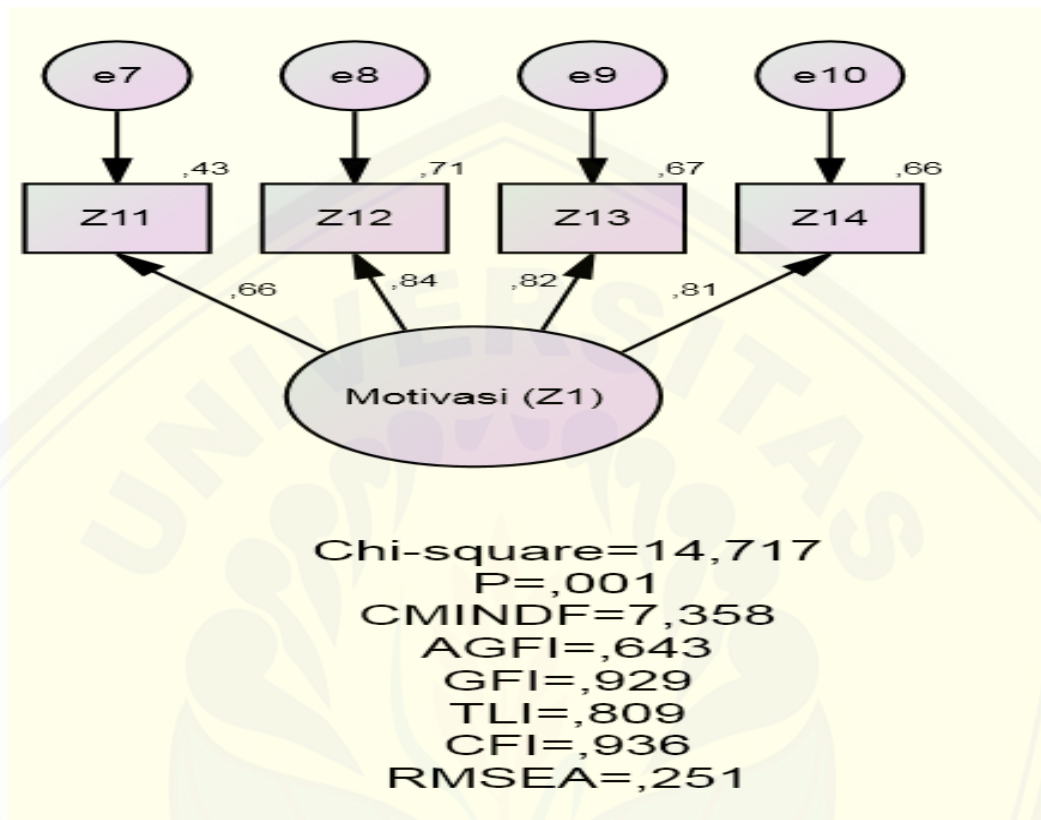 e7 e8 e9 e10
,43 ,71 ,67 ,66
Z11 Z12 Z13 Z14
,66 ,84 ,82 ,81
Motivasi (Z1)
UNIVERSITAS
Chi-square=14,717
P=,001
CMINDF=7,358
AGFI=,643
GFI=,929
TLI=,809
CFI=,936
RMSEA=,251